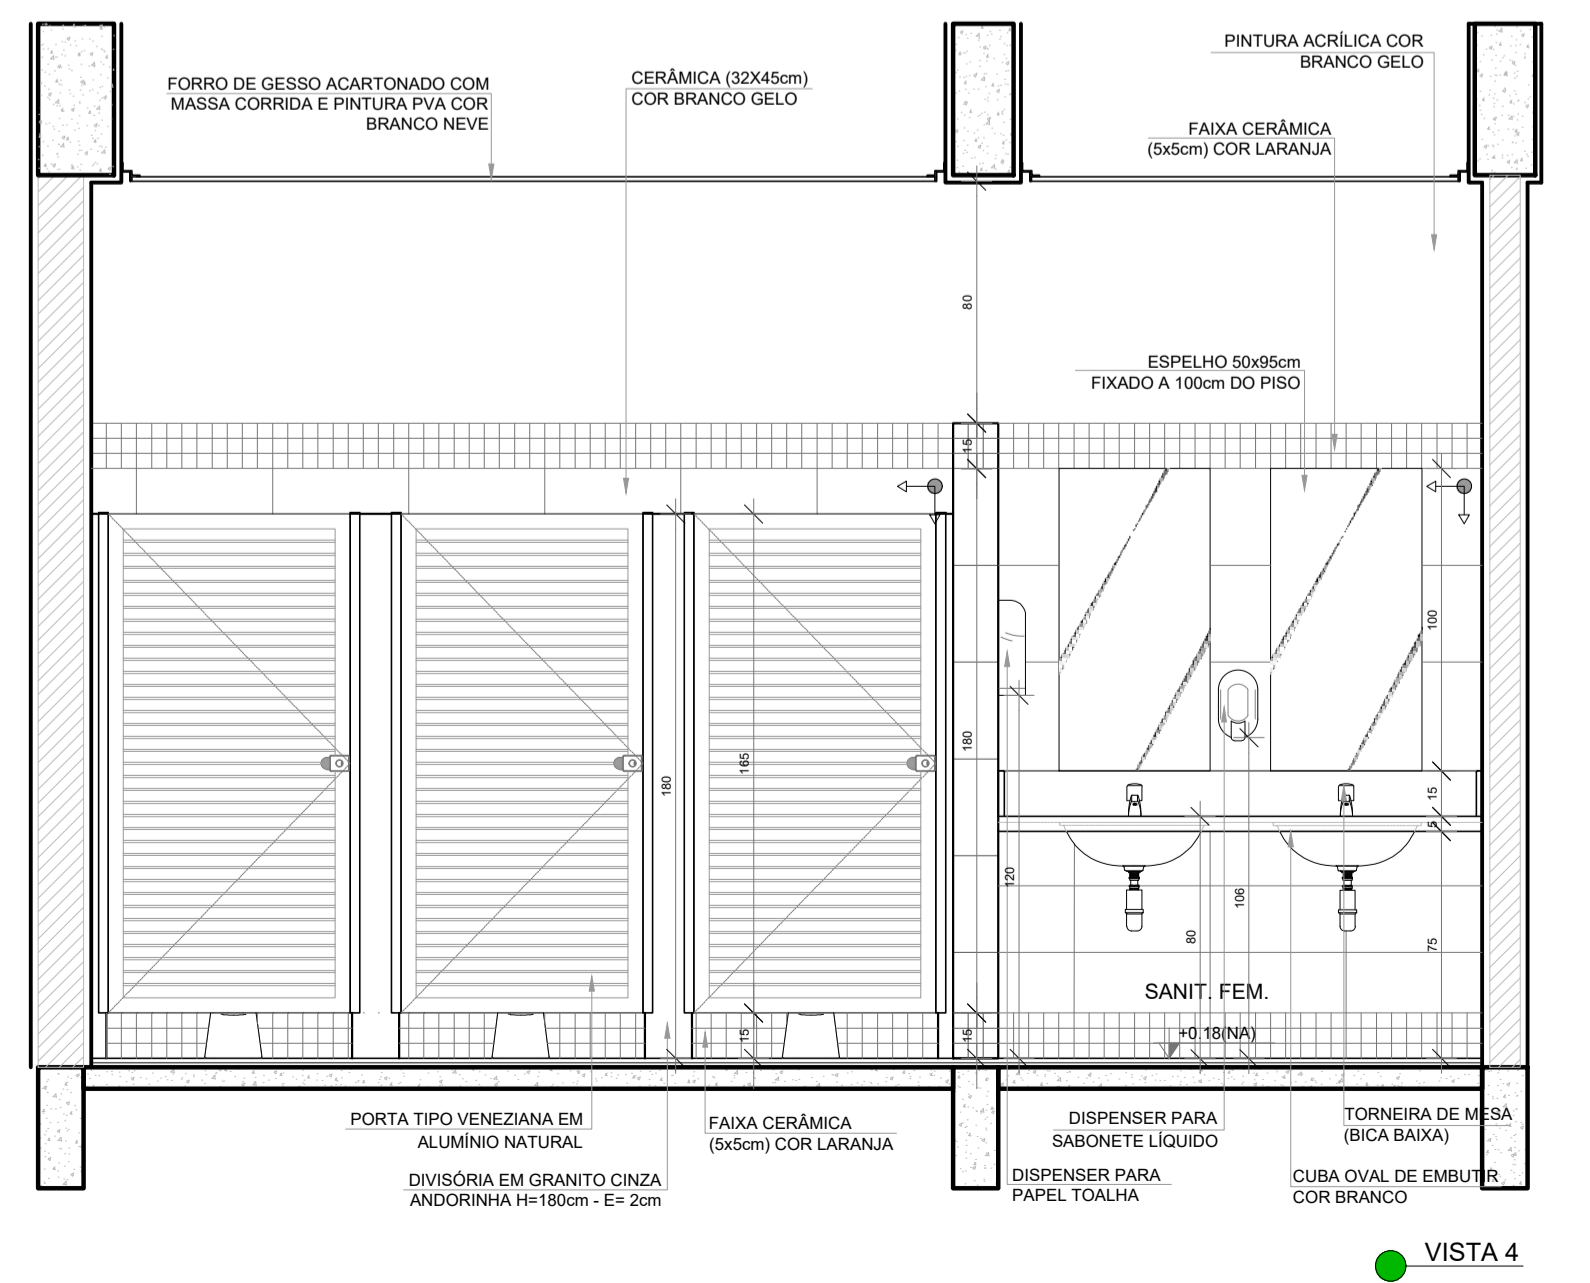 PINTURA ACRÍLICA COR
BRANCO GELO
FORRO DE GESSO ACARTONADO COM
MASSA CORRIDA E PINTURA PVA COR
BRANCO NEVE
CERÂMICA (32X45cm)
COR BRANCO GELO
FAIXA CERÂMICA
(5x5cm) COR LARANJA
80
ESPELHO 50x95cm
FIXADO A 100cm DO PISO
15
100
180
165
180
15
5
120
106
80
75
SANIT. FEM.
+0.18(NA)
15
15
PORTA TIPO VENEZIANA EM
ALUMÍNIO NATURAL
FAIXA CERÂMICA
(5x5cm) COR LARANJA
DIVISÓRIA EM GRANITO CINZA
ANDORINHA H=180cm - E= 2cm
DISPENSER PARA
SABONETE LÍQUIDO
DISPENSER PARA
PAPEL TOALHA
TORNEIRA DE MESA
(BICA BAIXA)
CUBA OVAL DE EMBUTIR
COR BRANCO
VISTA 4